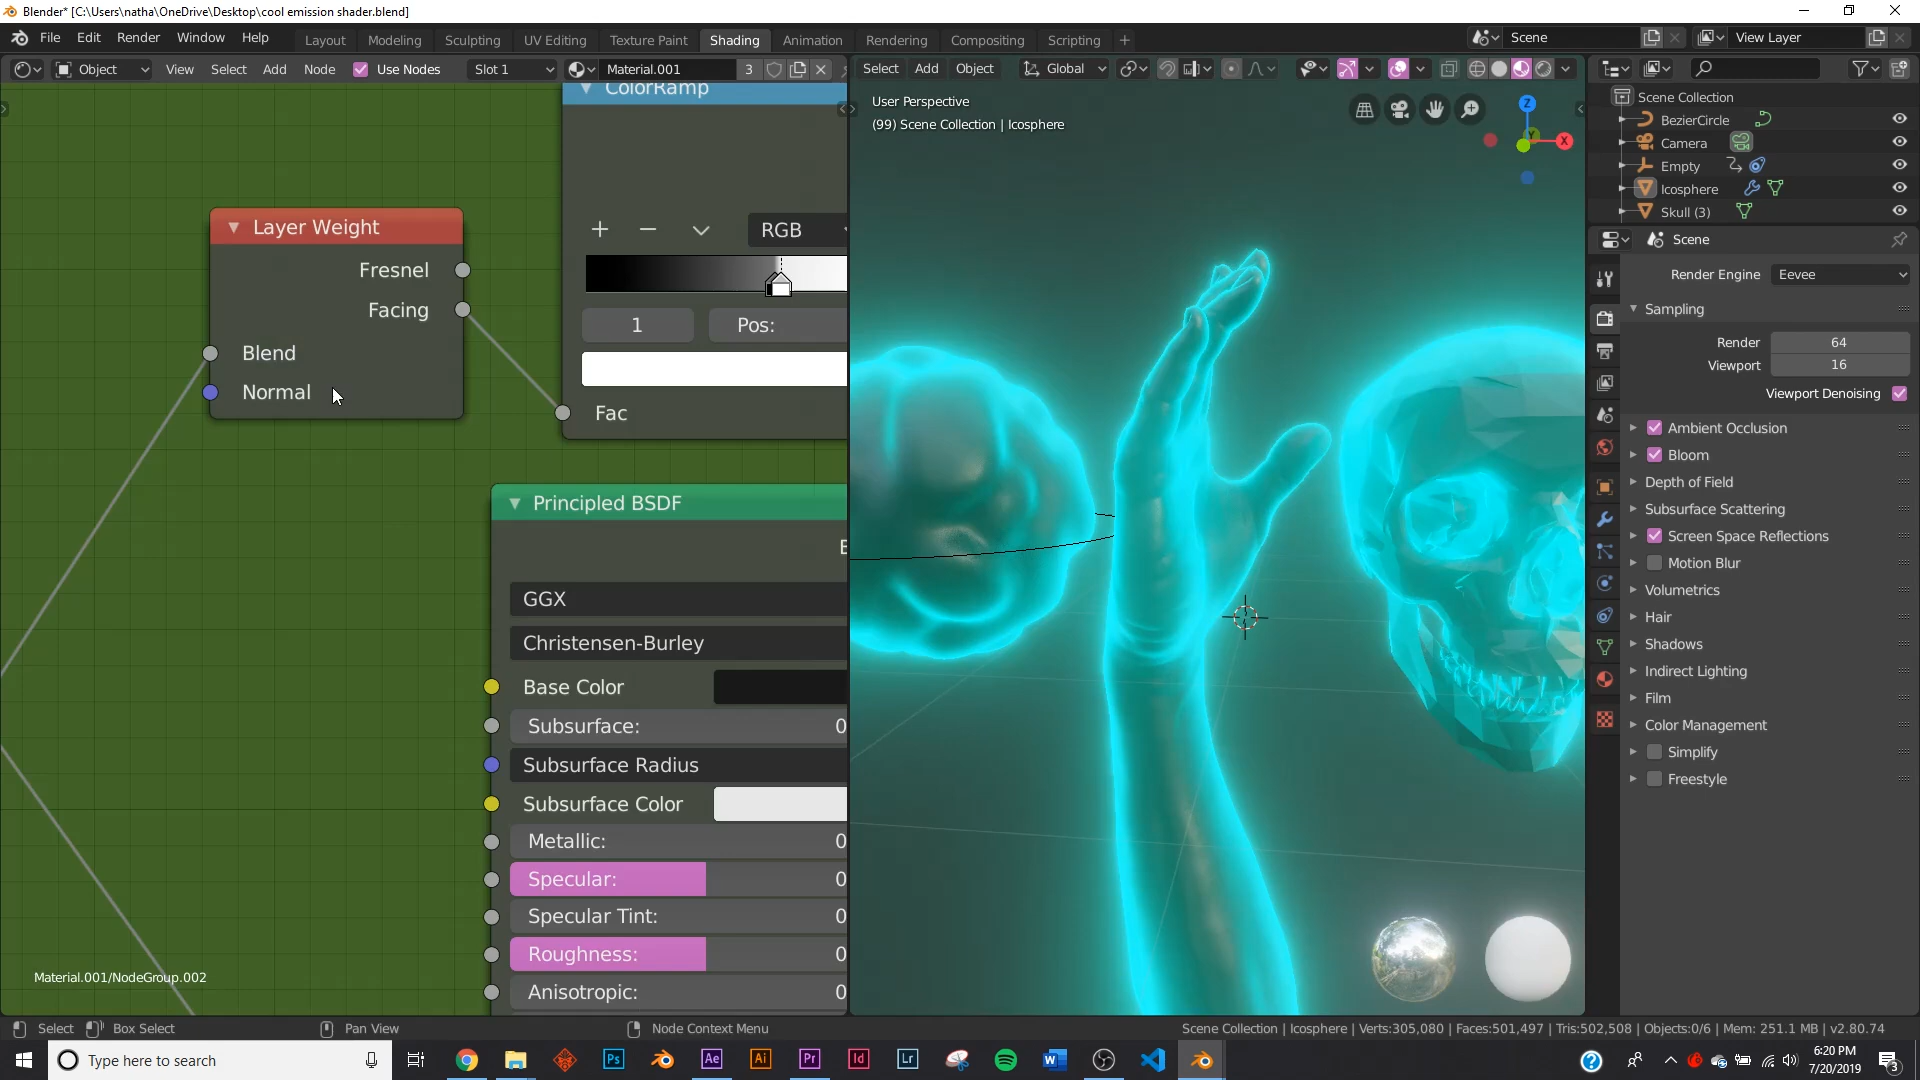 Blender* [C:\Users\natha\OneDrive\Desktop\cool emission shader.blend]
File Edit Render Window Help
Layout Modeling Sculpting UV Editing Texture Paint Shading Animation Rendering Compositing Scripting +
Scene
View Layer
Object View Select Add Node Use Nodes Slot 1 Material.001 3
Select Add Object Global
ColorRamp
RGB
1
Pos:
Fac
Layer Weight
Fresnel
Facing
Blend
Normal
Principled BSDF
GGX
Christensen-Burley
Base Color
Subsurface: 0
Subsurface Radius
Subsurface Color
Metallic: 0
Specular: 0
Specular Tint: 0
Roughness: 0
Anisotropic: 0
Material.001/NodeGroup.002
User Perspective
(99) Scene Collection | Icosphere
Z
Y
X
Scene Collection
BezierCircle
Camera
Empty
Icosphere
Skull (3)
Scene
Render Engine Eevee
Sampling
Render 64
Viewport 16
Viewport Denoising
Ambient Occlusion
Bloom
Depth of Field
Subsurface Scattering
Screen Space Reflections
Motion Blur
Volumetrics
Hair
Shadows
Indirect Lighting
Film
Color Management
Simplify
Freestyle
Select Box Select Pan View Node Context Menu
Scene Collection | Icosphere | Verts:305,080 | Faces:501,497 | Tris:502,508 | Objects:0/6 | Mem: 251.1 MB | v2.80.74
Type here to search
Ps Ae Ai Pr Id Lr W
6:20 PM
7/20/2019
3